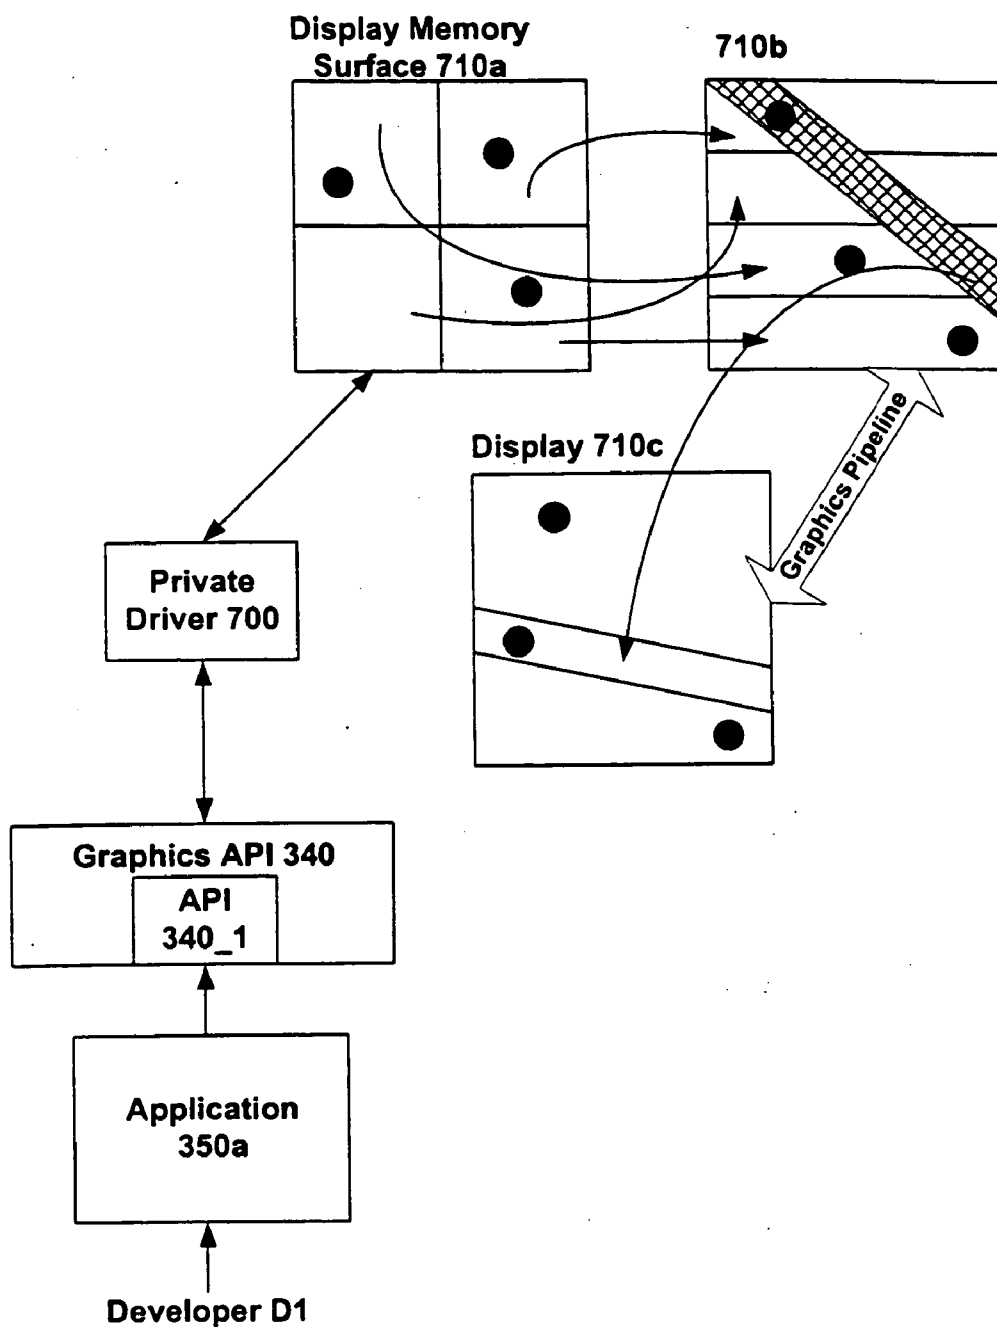 Display Memory
Surface 710a
710b
Display 710c
Graphics Pipeline
Private
Driver 700
Graphics API 340
API
340_1
Application
350a
Developer D1